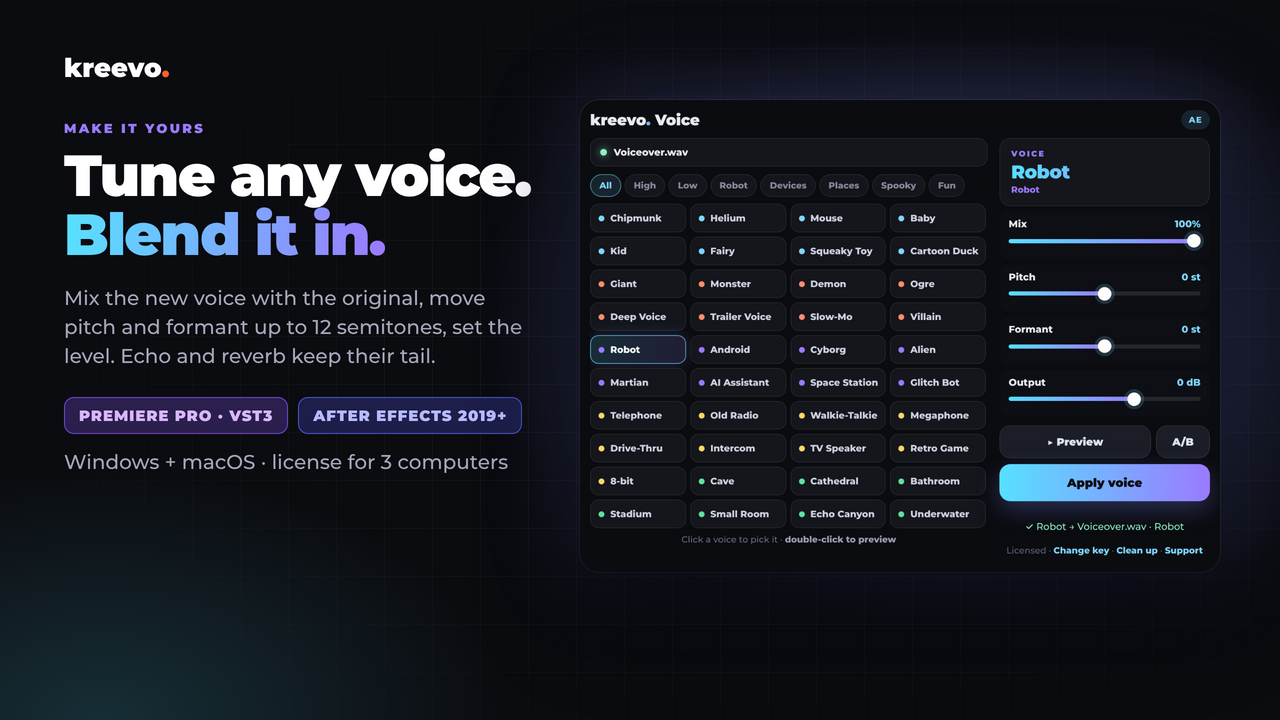 kreevo.
MAKE IT YOURS
Tune any voice.
Blend it in.
Mix the new voice with the original, move
pitch and formant up to 12 semitones, set the
level. Echo and reverb keep their tail.
PREMIERE PRO · VST3
AFTER EFFECTS 2019+
Windows + macOS · license for 3 computers
kreevo. Voice
AE
Voiceover.wav
All High Low Robot Devices Places Spooky Fun
Chipmunk Helium Mouse Baby
Kid Fairy Squeaky Toy Cartoon Duck
Giant Monster Demon Ogre
Deep Voice Trailer Voice Slow-Mo Villain
Robot Android Cyborg Alien
Martian AI Assistant Space Station Glitch Bot
Telephone Old Radio Walkie-Talkie Megaphone
Drive-Thru Intercom TV Speaker Retro Game
8-bit Cave Cathedral Bathroom
Stadium Small Room Echo Canyon Underwater
Click a voice to pick it · double-click to preview
VOICE
Robot
Robot
Mix 100%
Pitch 0 st
Formant 0 st
Output 0 dB
▸ Preview
A/B
Apply voice
✓ Robot → Voiceover.wav · Robot
Licensed · Change key · Clean up · Support